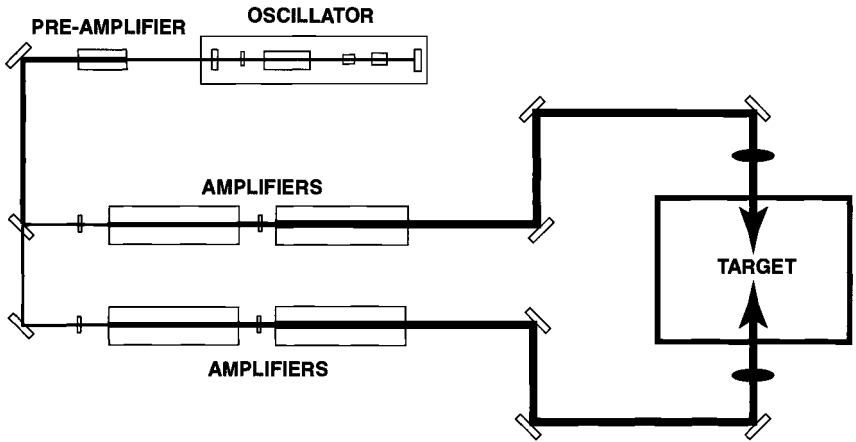 OSCILLATOR
PRE-AMPLIFIER
AMPLIFIERS
TARGET
AMPLIFIERS